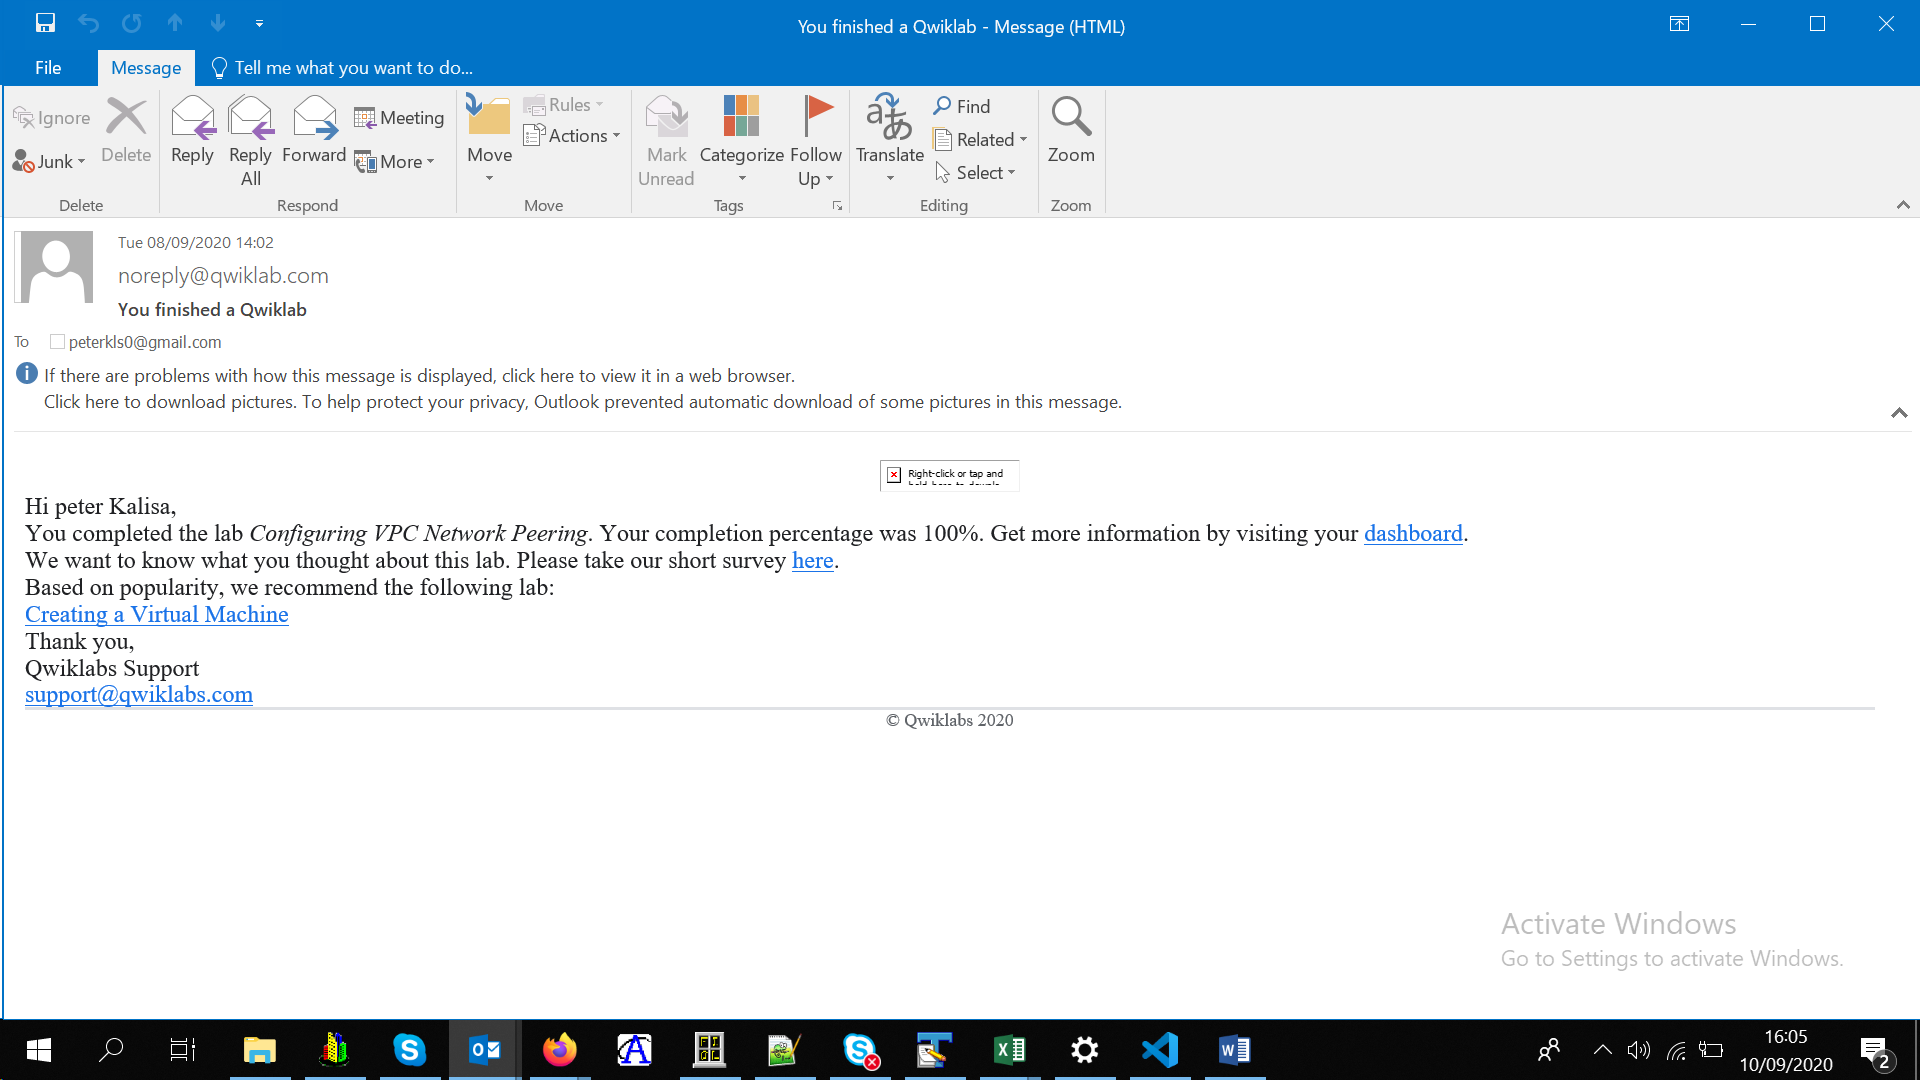 You finished a Qwiklab - Message (HTML)
File Message Tell me what you want to do...
Ignore
Junk
Delete
Delete
Reply
Reply All
Forward
Meeting
More
Respond
Move
Rules
Actions
Move
Mark Unread
Categorize
Follow Up
Tags
Translate
Find
Related
Select
Editing
Zoom
Zoom
Tue 08/09/2020 14:02
noreply@qwiklab.com
You finished a Qwiklab
To peterkls0@gmail.com
If there are problems with how this message is displayed, click here to view it in a web browser.
Click here to download pictures. To help protect your privacy, Outlook prevented automatic download of some pictures in this message.
Right-click or tap and
Hi peter Kalisa,
You completed the lab Configuring VPC Network Peering. Your completion percentage was 100%. Get more information by visiting your dashboard.
We want to know what you thought about this lab. Please take our short survey here.
Based on popularity, we recommend the following lab:
Creating a Virtual Machine
Thank you,
Qwiklabs Support
support@qwiklabs.com
© Qwiklabs 2020
Activate Windows
Go to Settings to activate Windows.
16:05
10/09/2020
2